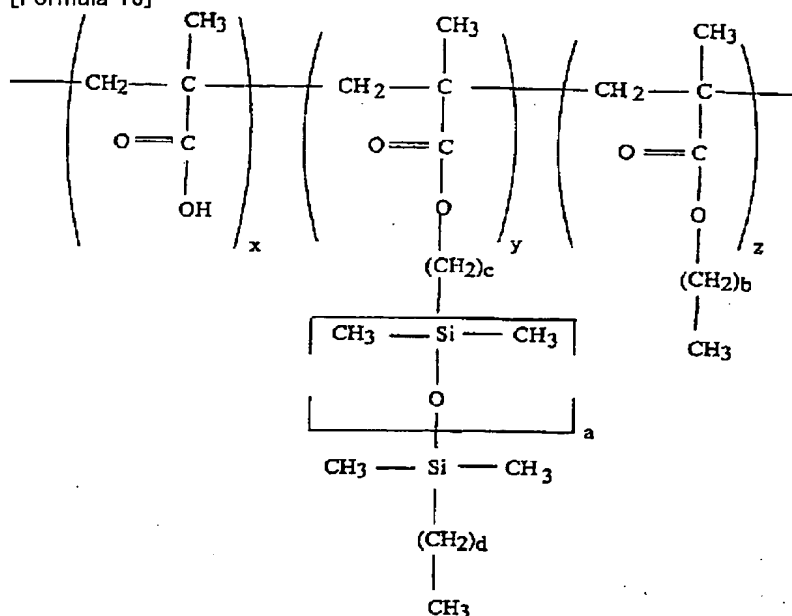 [Formula 10]
CH3 CH3 CH3
CH2 C CH2 C CH2 C
O C O C O C
OH O O
x y z
(CH2)c (CH2)b
CH3 Si CH3 CH3
O
a
CH3 Si CH3
(CH2)d
CH3